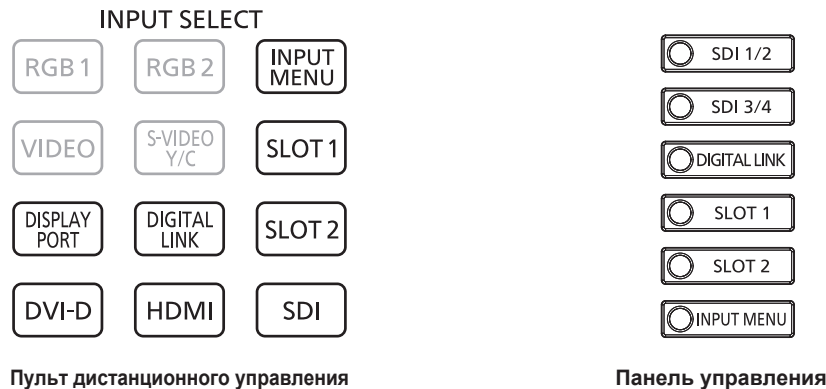 INPUT SELECT
RGB 1
RGB 2
INPUT
MENU
VIDEO
S-VIDEO
Y/C
SLOT 1
DISPLAY
PORT
DIGITAL
LINK
SLOT 2
DVI-D
HDMI
SDI
Пульт дистанционного управления
SDI 1/2
SDI 3/4
DIGITAL LINK
SLOT 1
SLOT 2
INPUT MENU
Панель управления